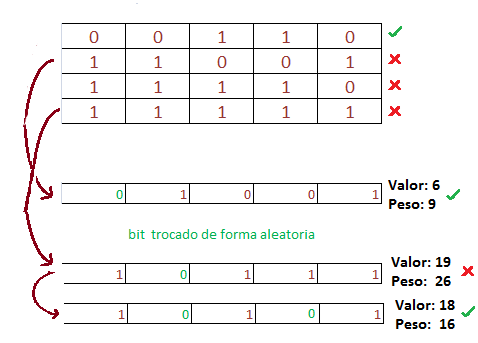 0 0 1 1 0
1 1 0 0 1
1 1 1 1 0
1 1 1 1 1
0 1 0 0 1 Valor: 6
Peso: 9
bit trocado de forma aleatoria
1 0 1 1 1 Valor: 19
Peso: 26
1 0 1 0 1 Valor: 18
Peso: 16